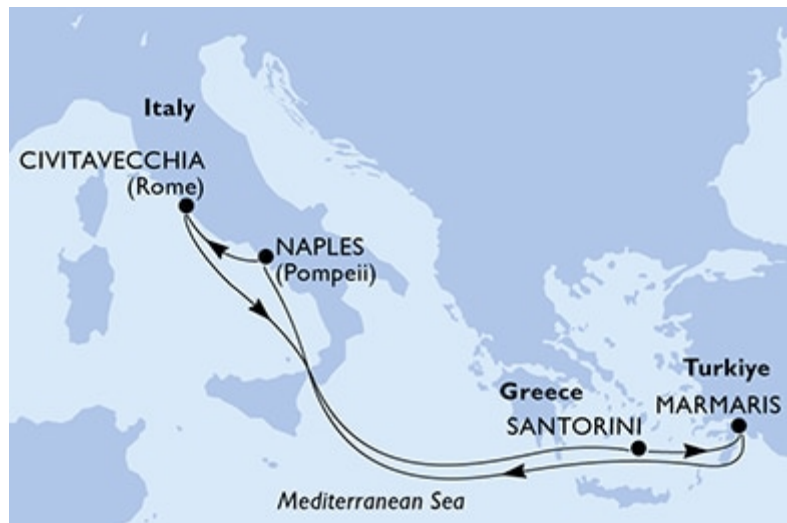 Italy
CIVITAVECCHIA
(Rome)
NAPLES
(Pompeii)
Turkiye
Greece
MARMARIS
SANTORINI
Mediterranean Sea